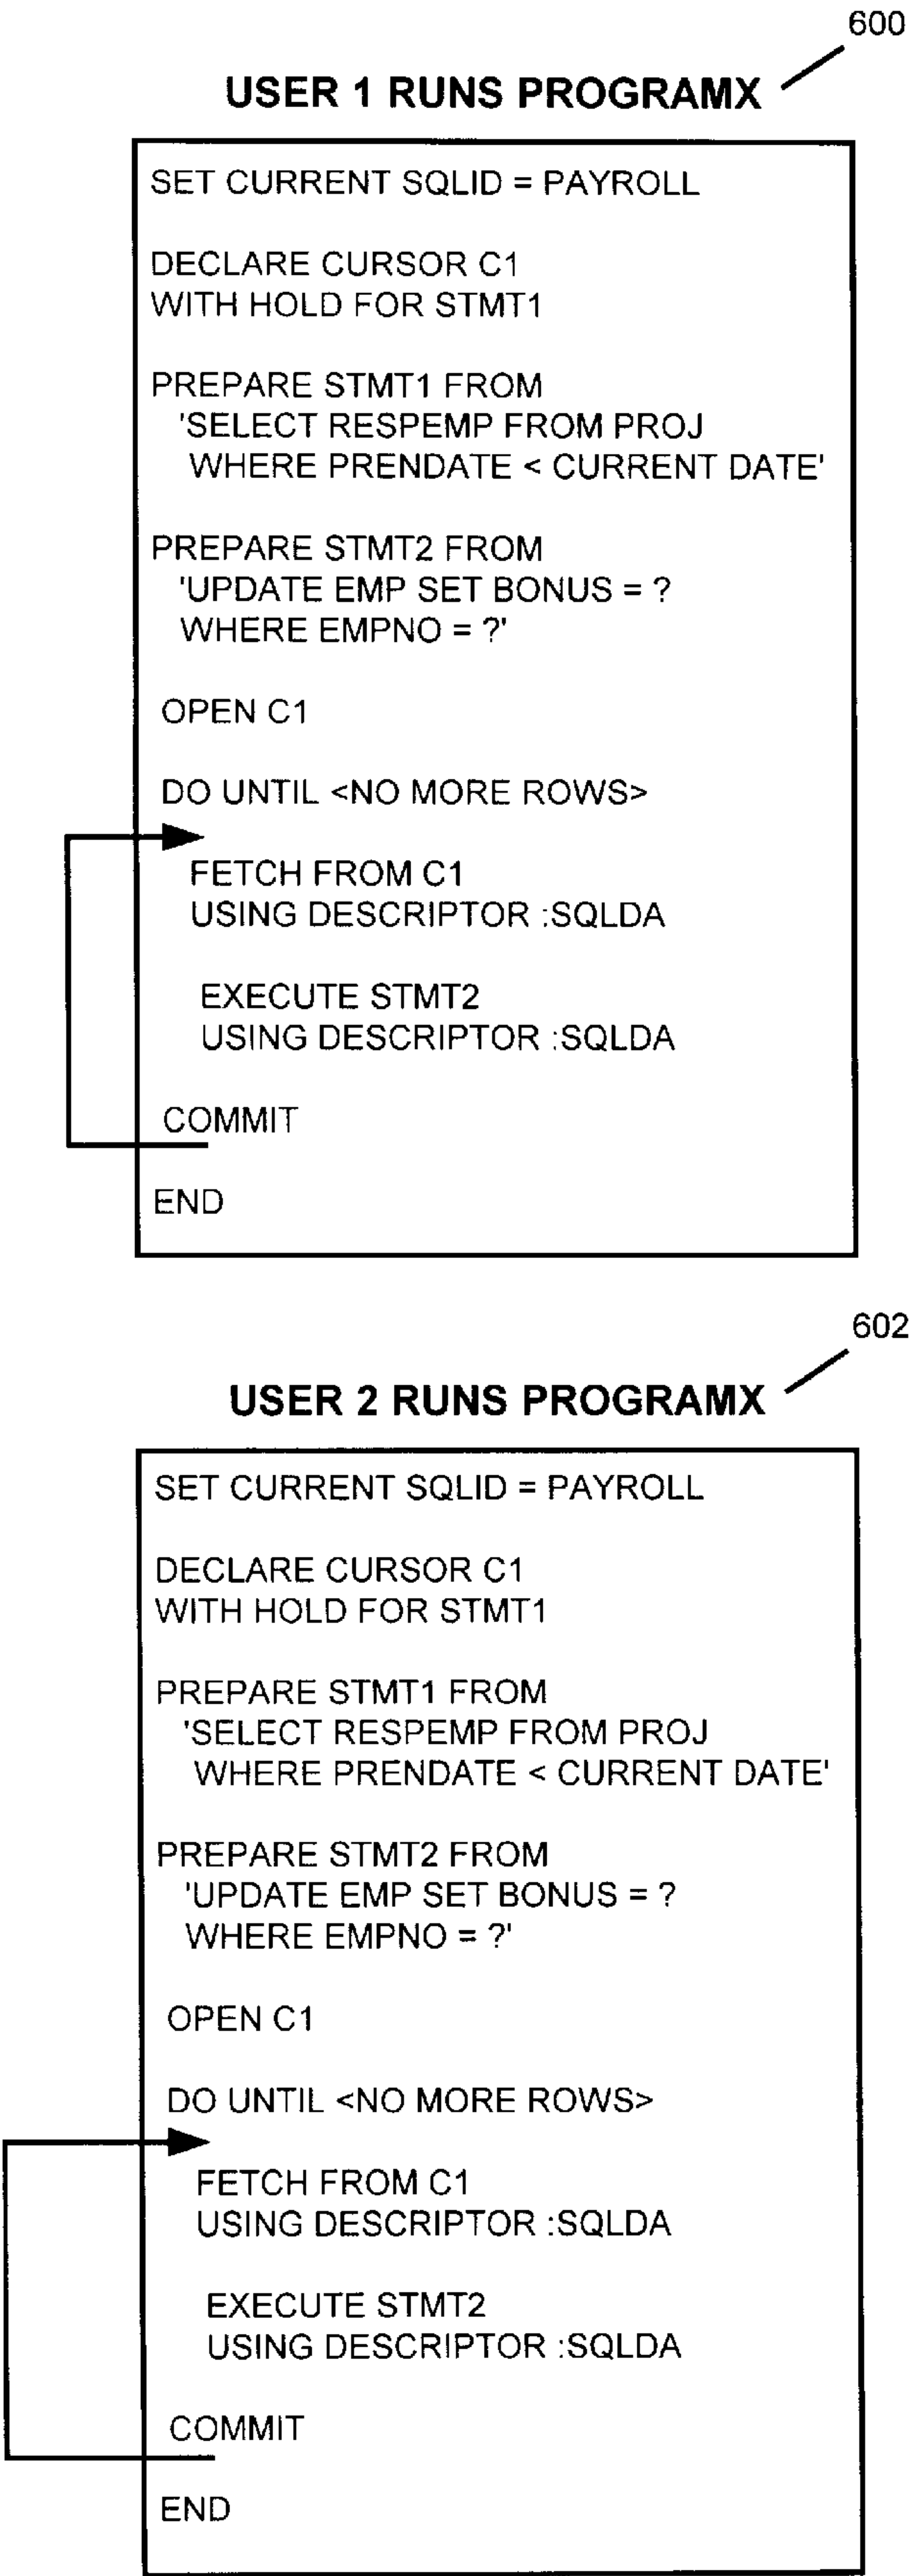 600
USER 1 RUNS PROGRAMX
SET CURRENT SQLID = PAYROLL
DECLARE CURSOR C1
WITH HOLD FOR STMT1
PREPARE STMT1 FROM
'SELECT RESPEMP FROM PROJ
WHERE PRENDATE < CURRENT DATE'
PREPARE STMT2 FROM
'UPDATE EMP SET BONUS = ?
WHERE EMPNO = ?'
OPEN C1
DO UNTIL <NO MORE ROWS>
FETCH FROM C1
USING DESCRIPTOR :SQLDA
EXECUTE STMT2
USING DESCRIPTOR :SQLDA
COMMIT
END
602
USER 2 RUNS PROGRAMX
SET CURRENT SQLID = PAYROLL
DECLARE CURSOR C1
WITH HOLD FOR STMT1
PREPARE STMT1 FROM
'SELECT RESPEMP FROM PROJ
WHERE PRENDATE < CURRENT DATE'
PREPARE STMT2 FROM
'UPDATE EMP SET BONUS = ?
WHERE EMPNO = ?'
OPEN C1
DO UNTIL <NO MORE ROWS>
FETCH FROM C1
USING DESCRIPTOR :SQLDA
EXECUTE STMT2
USING DESCRIPTOR :SQLDA
COMMIT
END